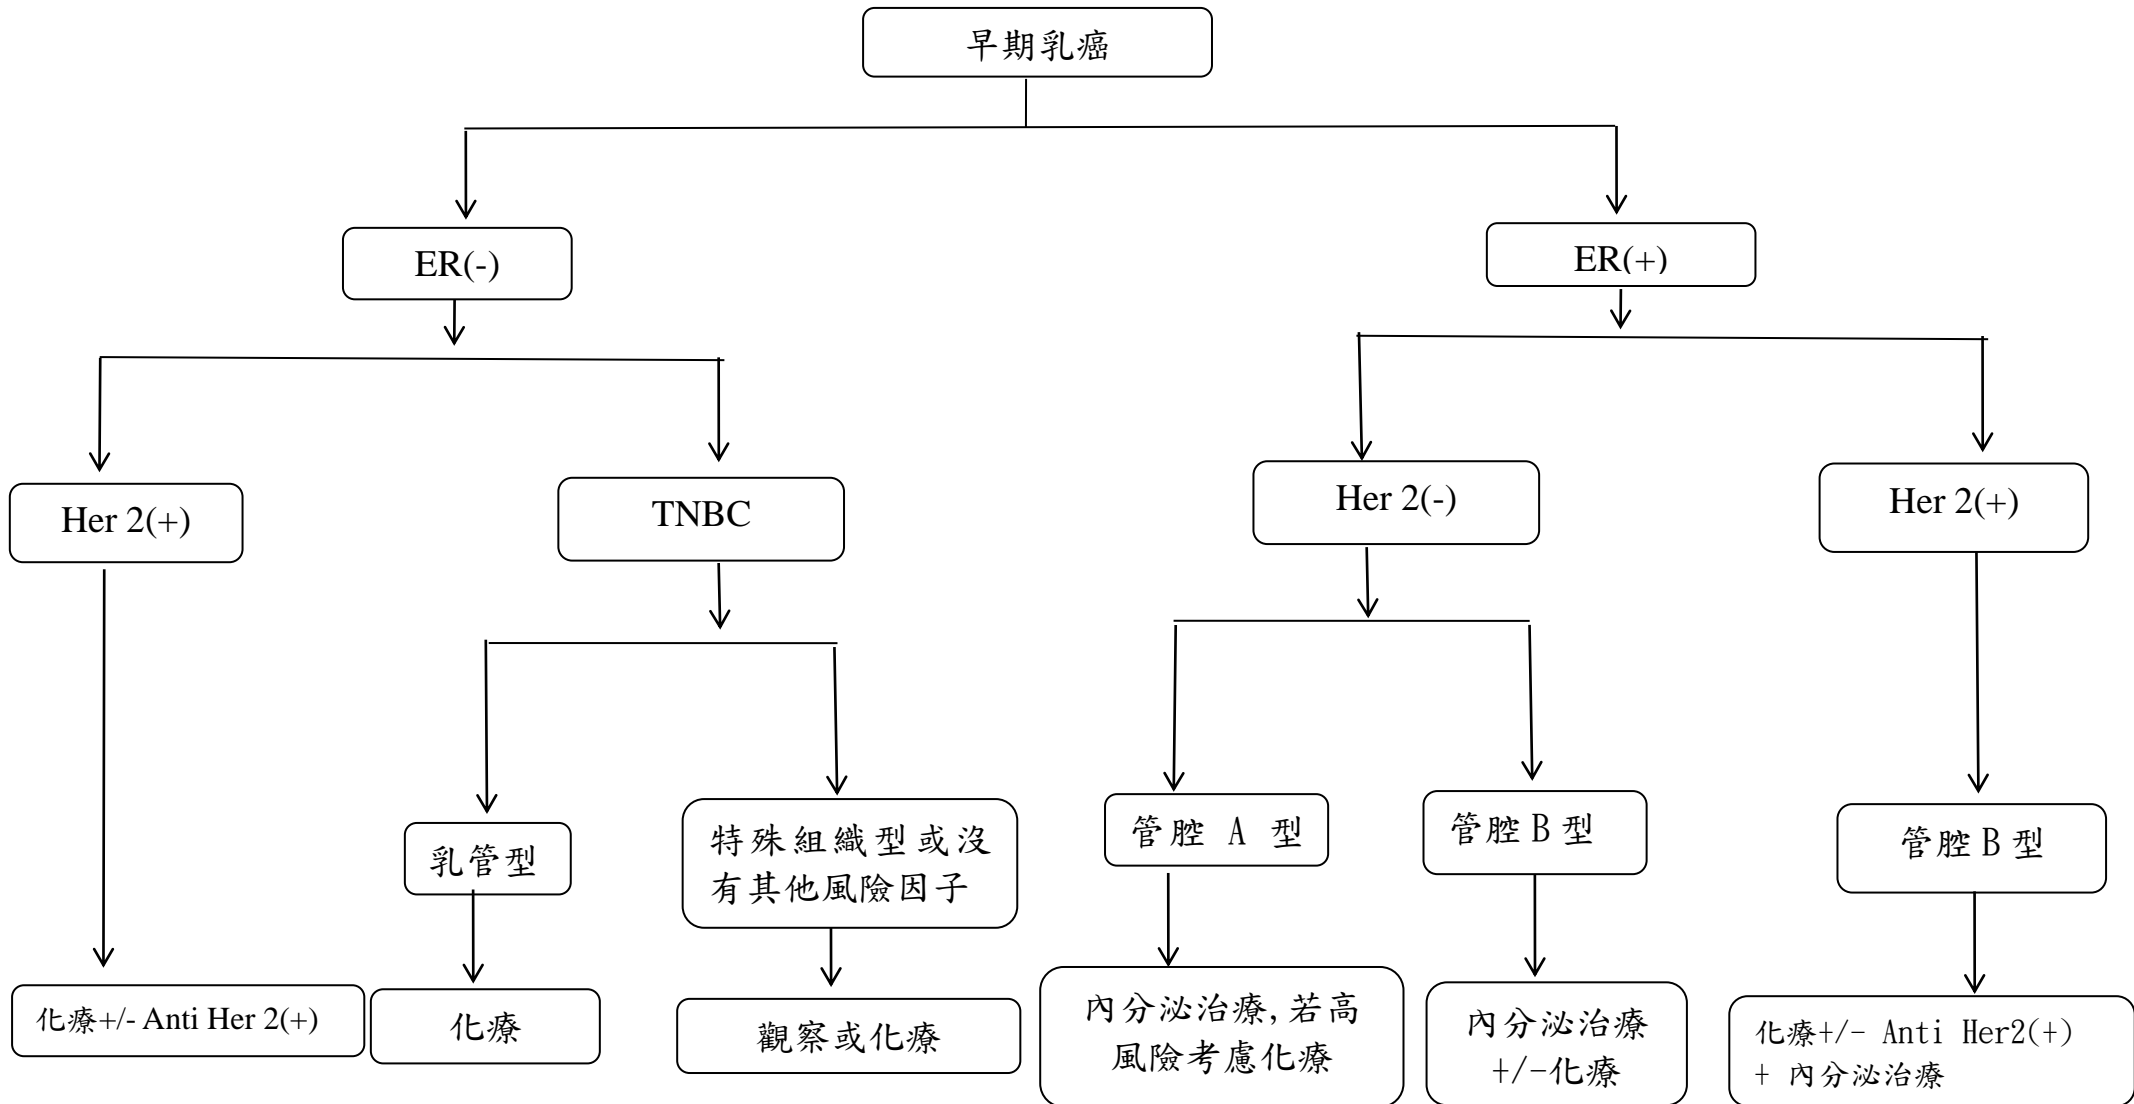 早期乳癌
ER(-)
ER(+)
Her 2(+)
TNBC
Her 2(-)
Her 2(+)
乳管型
特殊組織型或沒
有其他風險因子
管腔 A 型
管腔 B 型
管腔 B 型
化療+/- Anti Her 2(+)
化療
觀察或化療
內分泌治療,若高
風險考慮化療
內分泌治療
+/-化療
化療+/- Anti Her2(+)
+ 內分泌治療